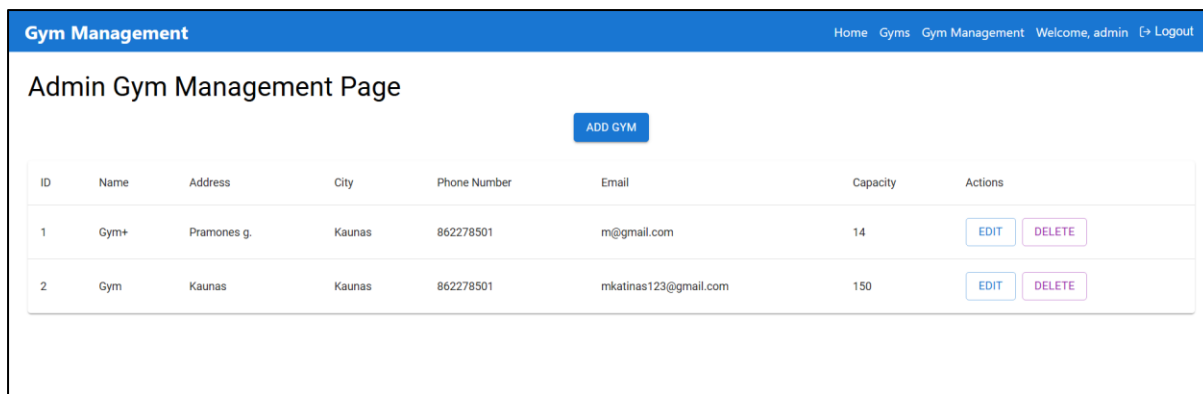 Gym Management Home Gyms Gym Management Welcome, admin Logout
Admin Gym Management Page
ADD GYM
ID Name Address City Phone Number Email Capacity Actions
1 Gym+ Pramones g. Kaunas 862278501 m@gmail.com 14 EDIT DELETE
2 Gym Kaunas Kaunas 862278501 mkatinas123@gmail.com 150 EDIT DELETE